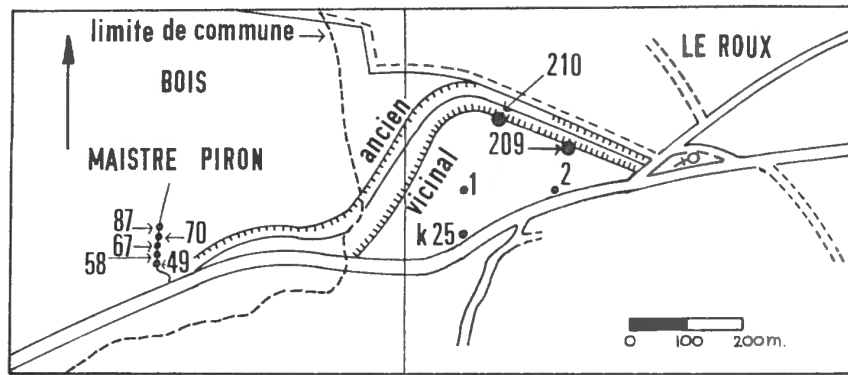 limite de commune
BOIS
LE ROUX
210
ancien
209
MAISTRE PIRON
vicinal
1
2
87
70
67
k 25
58
49
0 100 200m.